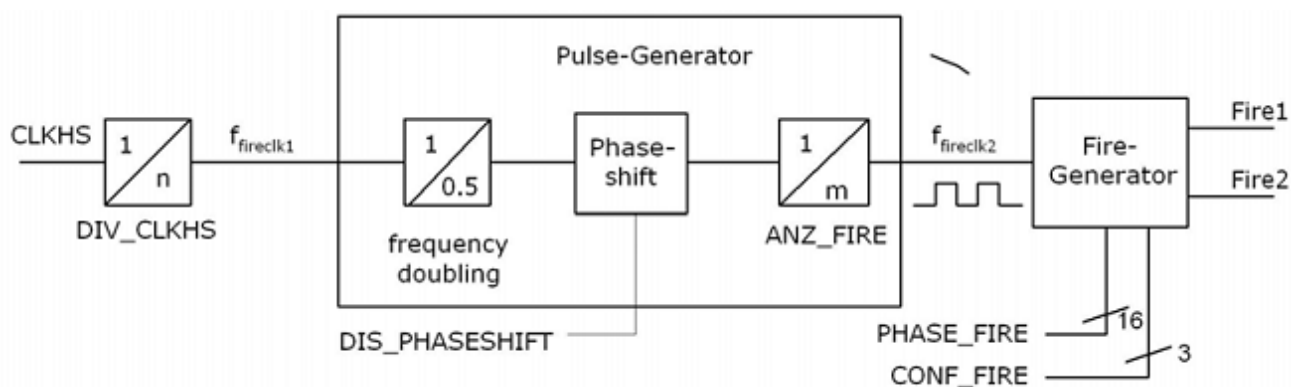 Pulse-Generator
CLKHS
1
n
DIV_CLKHS
f fireclk1
1
0.5
frequency
doubling
Phase-
shift
DIS_PHASESHIFT
1
m
ANZ_FIRE
f fireclk2
Fire-
Generator
Fire1
Fire2
PHASE_FIRE
16
CONF_FIRE
3